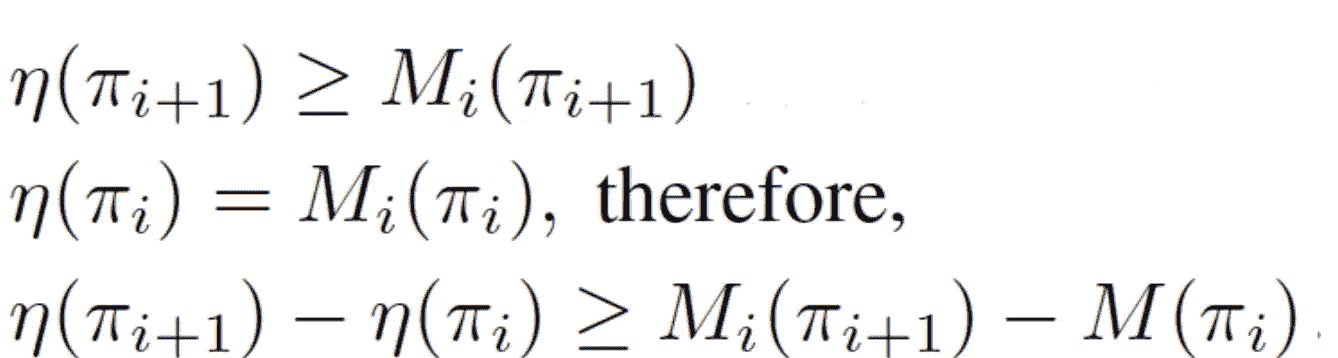 η(π_{i+1}) ≥ M_i(π_{i+1})
η(π_i) = M_i(π_i), therefore,
η(π_{i+1}) − η(π_i) ≥ M_i(π_{i+1}) − M(π_i).